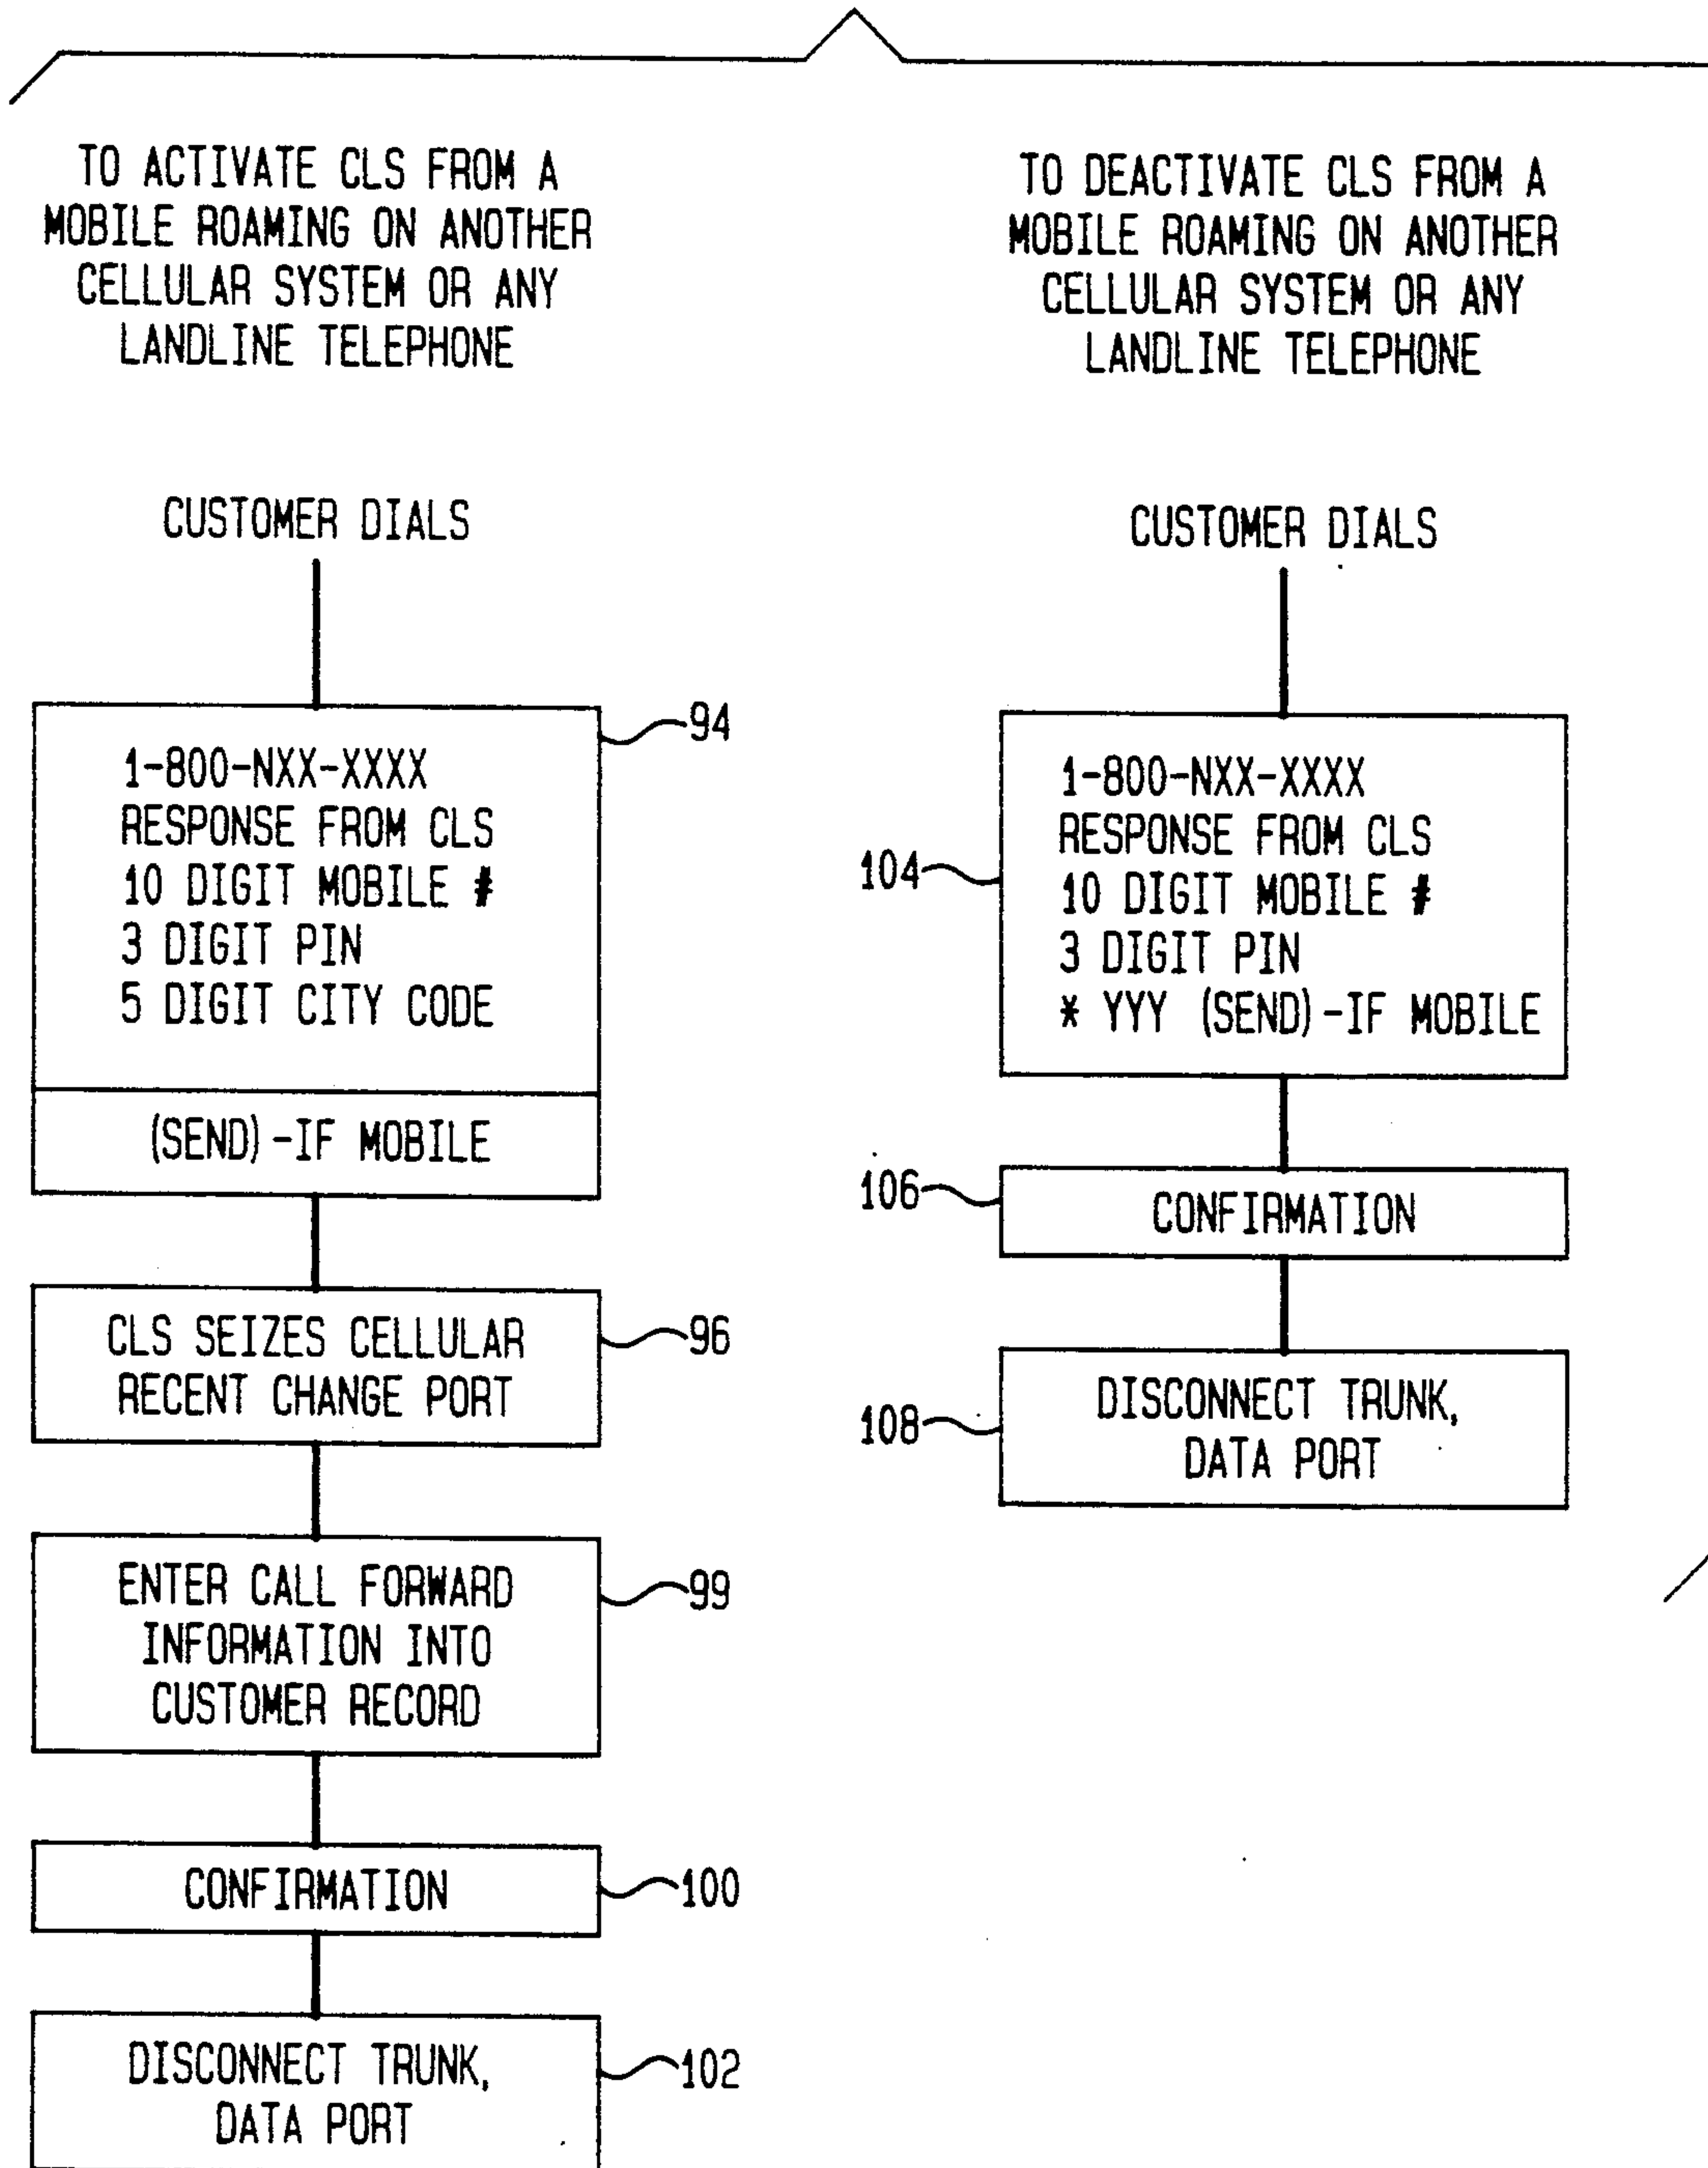 TO ACTIVATE CLS FROM A
MOBILE ROAMING ON ANOTHER
CELLULAR SYSTEM OR ANY
LANDLINE TELEPHONE
CUSTOMER DIALS
94
1-800-NXX-XXXX
RESPONSE FROM CLS
10 DIGIT MOBILE #
3 DIGIT PIN
5 DIGIT CITY CODE
(SEND)-IF MOBILE
CLS SEIZES CELLULAR
RECENT CHANGE PORT
96
ENTER CALL FORWARD
INFORMATION INTO
CUSTOMER RECORD
99
CONFIRMATION
100
DISCONNECT TRUNK,
DATA PORT
102
TO DEACTIVATE CLS FROM A
MOBILE ROAMING ON ANOTHER
CELLULAR SYSTEM OR ANY
LANDLINE TELEPHONE
CUSTOMER DIALS
104
1-800-NXX-XXXX
RESPONSE FROM CLS
10 DIGIT MOBILE #
3 DIGIT PIN
* YYY (SEND)-IF MOBILE
106
CONFIRMATION
108
DISCONNECT TRUNK,
DATA PORT